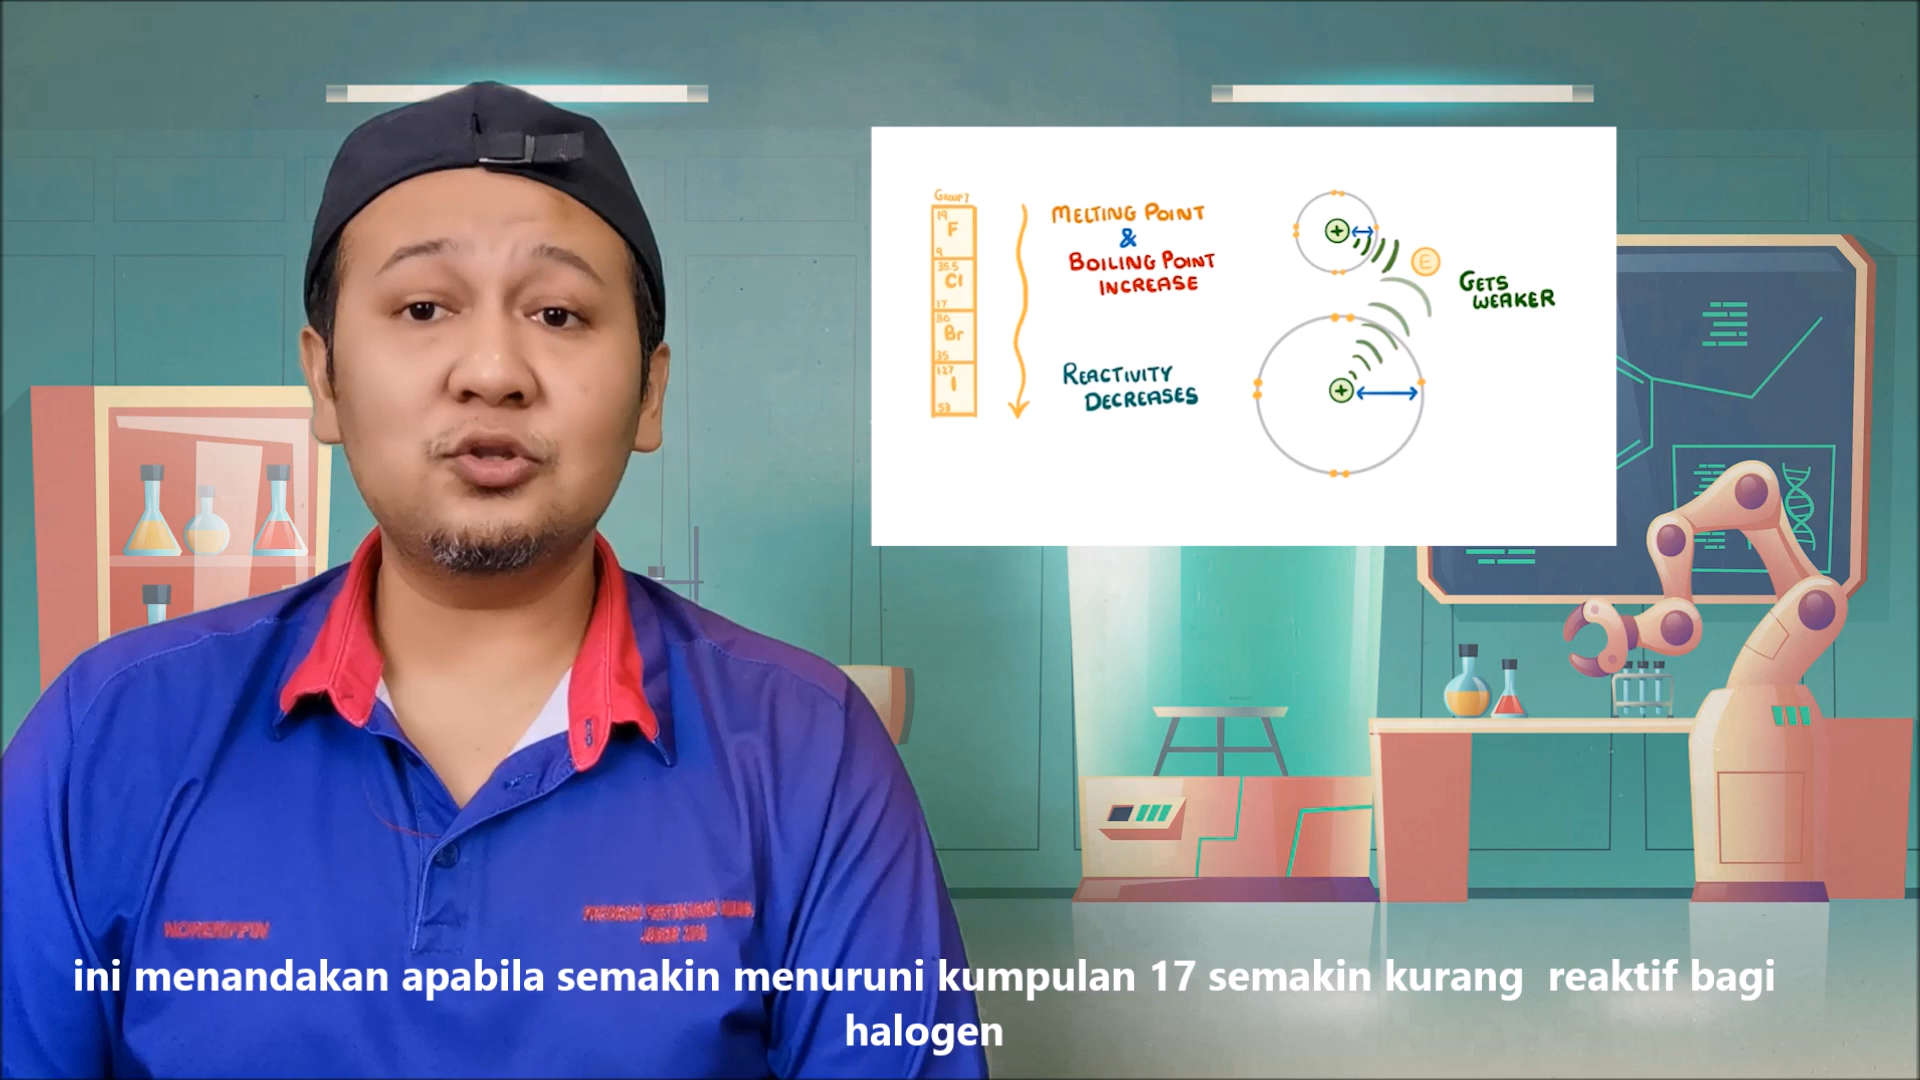 GROUP 7
19
F
9
35.5
Cl
17
80
Br
35
127
I
53
MELTING POINT
&
BOILING POINT
INCREASE
REACTIVITY
DECREASES
+
E
GETS
WEAKER
+
ini menandakan apabila semakin menuruni kumpulan 17 semakin kurang  reaktif bagi
halogen